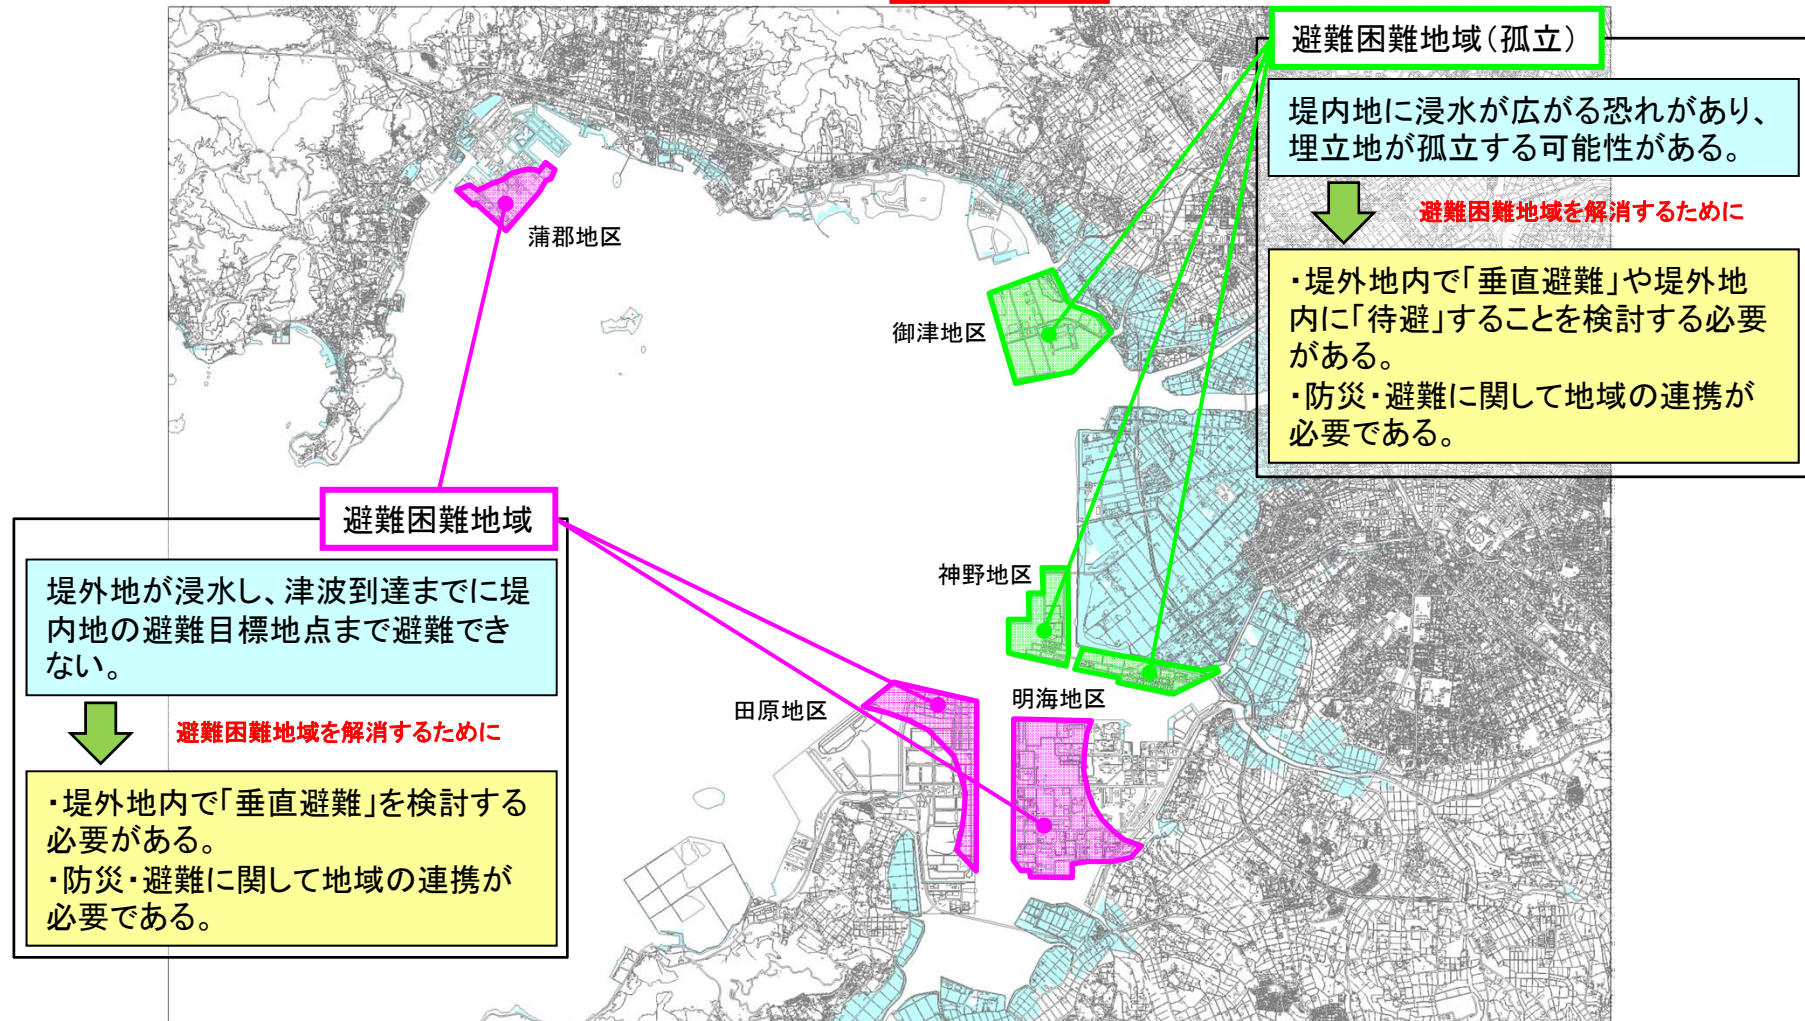 避難困難地域(孤立)
堤内地に浸水が広がる恐れがあり、
埋立地が孤立する可能性がある。
避難困難地域を解消するために
・堤外地内で「垂直避難」や堤外地
内に「待避」することを検討する必要
がある。
・防災・避難に関して地域の連携が
必要である。
蒲郡地区
御津地区
神野地区
明海地区
田原地区
避難困難地域
堤外地が浸水し、津波到達までに堤
内地の避難目標地点まで避難でき
ない。
避難困難地域を解消するために
・堤外地内で「垂直避難」を検討する
必要がある。
・防災・避難に関して地域の連携が
必要である。